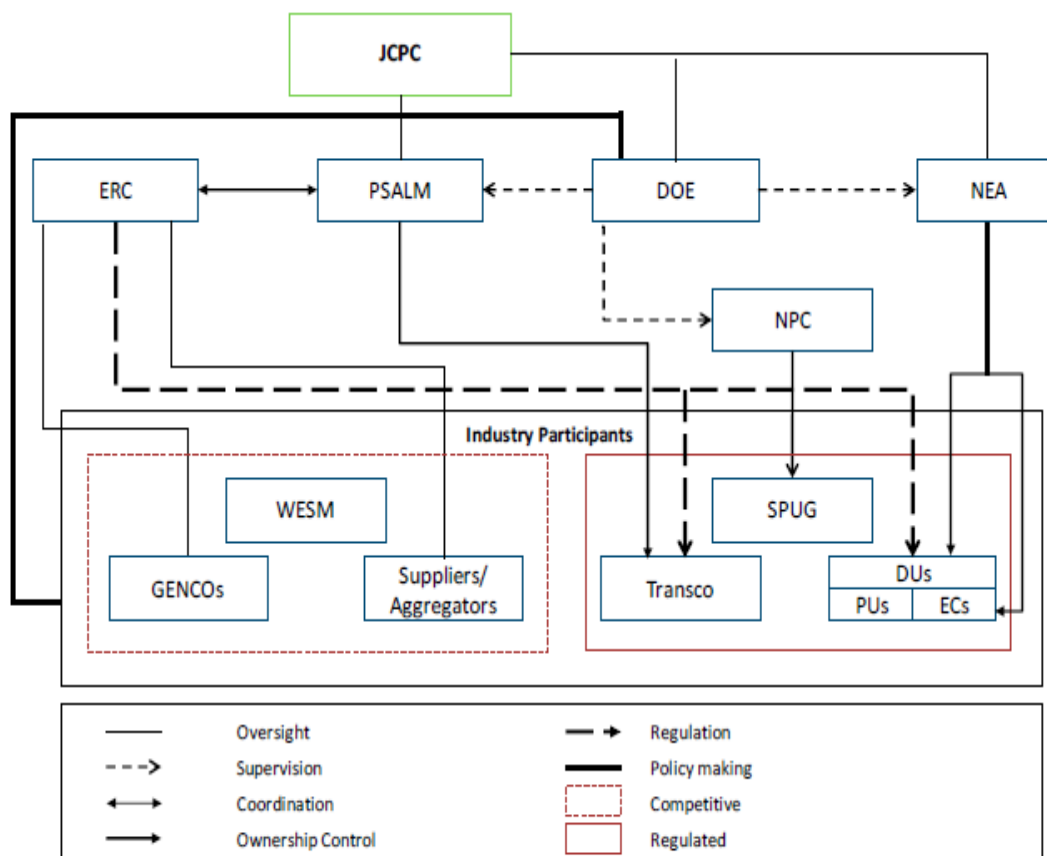 JCPC
ERC
PSALM
DOE
NEA
NPC
Industry Participants
WESM
SPUG
GENCOs
Suppliers/
Aggregators
Transco
DUs
PUs
ECs
Oversight
Regulation
Supervision
Policy making
Coordination
Competitive
Ownership Control
Regulated